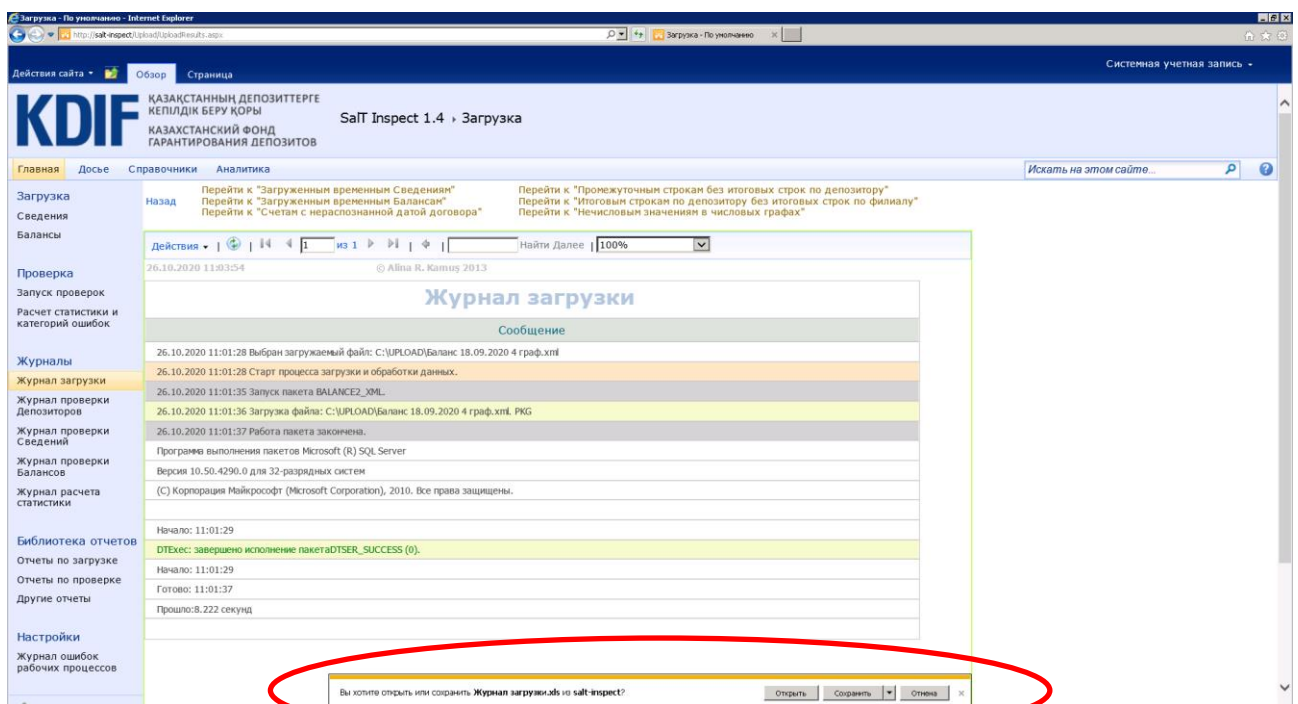 Загрузка - По умолчанию - Internet Explorer
http://salt-inspect/Upload/UploadResults.aspx
Загрузка - По умолчанию
Действия сайта
Обзор
Страница
Системная учетная запись
KDIF
ҚАЗАҚСТАННЫҢ ДЕПОЗИТТЕРГЕ
КЕПІЛДІК БЕРУ ҚОРЫ
КАЗАХСТАНСКИЙ ФОНД
ГАРАНТИРОВАНИЯ ДЕПОЗИТОВ
SalT Inspect 1.4 › Загрузка
Главная Досье Справочники Аналитика
Искать на этом сайте...
Загрузка
Сведения
Балансы
Проверка
Запуск проверок
Расчет статистики и
категорий ошибок
Журналы
Журнал загрузки
Журнал проверки
Депозиторов
Журнал проверки
Сведений
Журнал проверки
Балансов
Журнал расчета
статистики
Библиотека отчетов
Отчеты по загрузке
Отчеты по проверке
Другие отчеты
Настройки
Журнал ошибок
рабочих процессов
Назад
Перейти к "Загруженным временным Сведениям"
Перейти к "Загруженным временным Балансам"
Перейти к "Счетам с нераспознанной датой договора"
Перейти к "Промежуточным строкам без итоговых строк по депозитору"
Перейти к "Итоговым строкам по депозитору без итоговых строк по филиалу"
Перейти к "Нечисловым значениям в числовых графах"
Действия | 1 из 1 | Найти Далее | 100%
26.10.2020 11:03:54
© Alina R. Kamuş 2013
Журнал загрузки
Сообщение
26.10.2020 11:01:28 Выбран загружаемый файл: C:\UPLOAD\Баланс 18.09.2020 4 граф.xml
26.10.2020 11:01:28 Старт процесса загрузки и обработки данных.
26.10.2020 11:01:35 Запуск пакета BALANCE2_XML.
26.10.2020 11:01:36 Загрузка файла: C:\UPLOAD\Баланс 18.09.2020 4 граф.xml. PKG
26.10.2020 11:01:37 Работа пакета закончена.
Программа выполнения пакетов Microsoft (R) SQL Server
Версия 10.50.4290.0 для 32-разрядных систем
(C) Корпорация Майкрософт (Microsoft Corporation), 2010. Все права защищены.
Начало: 11:01:29
DTExec: завершено исполнение пакетаDTSER_SUCCESS (0).
Начало: 11:01:29
Готово: 11:01:37
Прошло:8.222 секунд
Вы хотите открыть или сохранить Журнал загрузки.xls из salt-inspect?
Открыть
Сохранить
Отмена